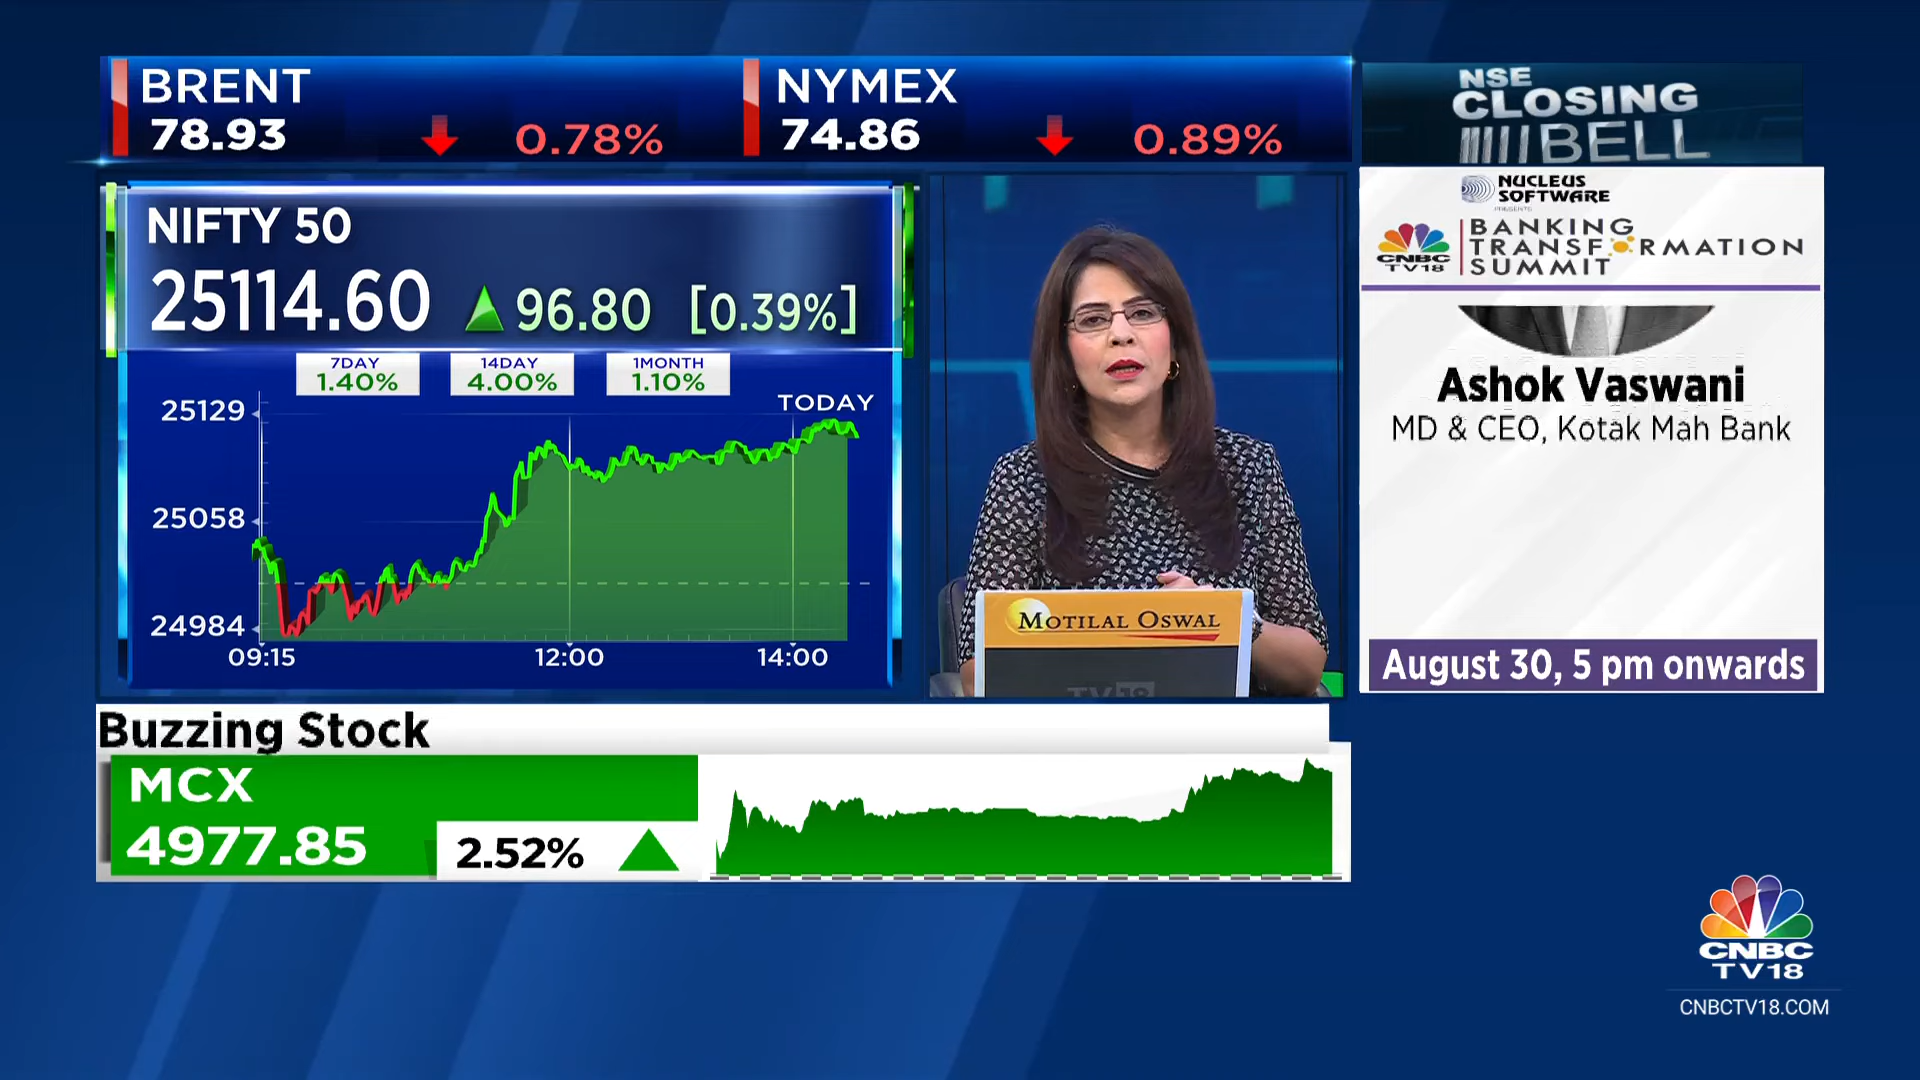 BRENT
78.93 0.78%
NYMEX
74.86 0.89%
NSE
CLOSING
BELL
NIFTY 50
25114.60 96.80 [0.39%]
7DAY
1.40%
14DAY
4.00%
1MONTH
1.10%
TODAY
25129
25058
24984
09:15 12:00 14:00
MOTILAL OSWAL
TV18
NUCLEUS
SOFTWARE
PRESENTS
CNBC
TV18
BANKING
TRANSFORMATION
SUMMIT
Ashok Vaswani
MD & CEO, Kotak Mah Bank
August 30, 5 pm onwards
Buzzing Stock
MCX
4977.85 2.52%
CNBC
TV18
CNBCTV18.COM